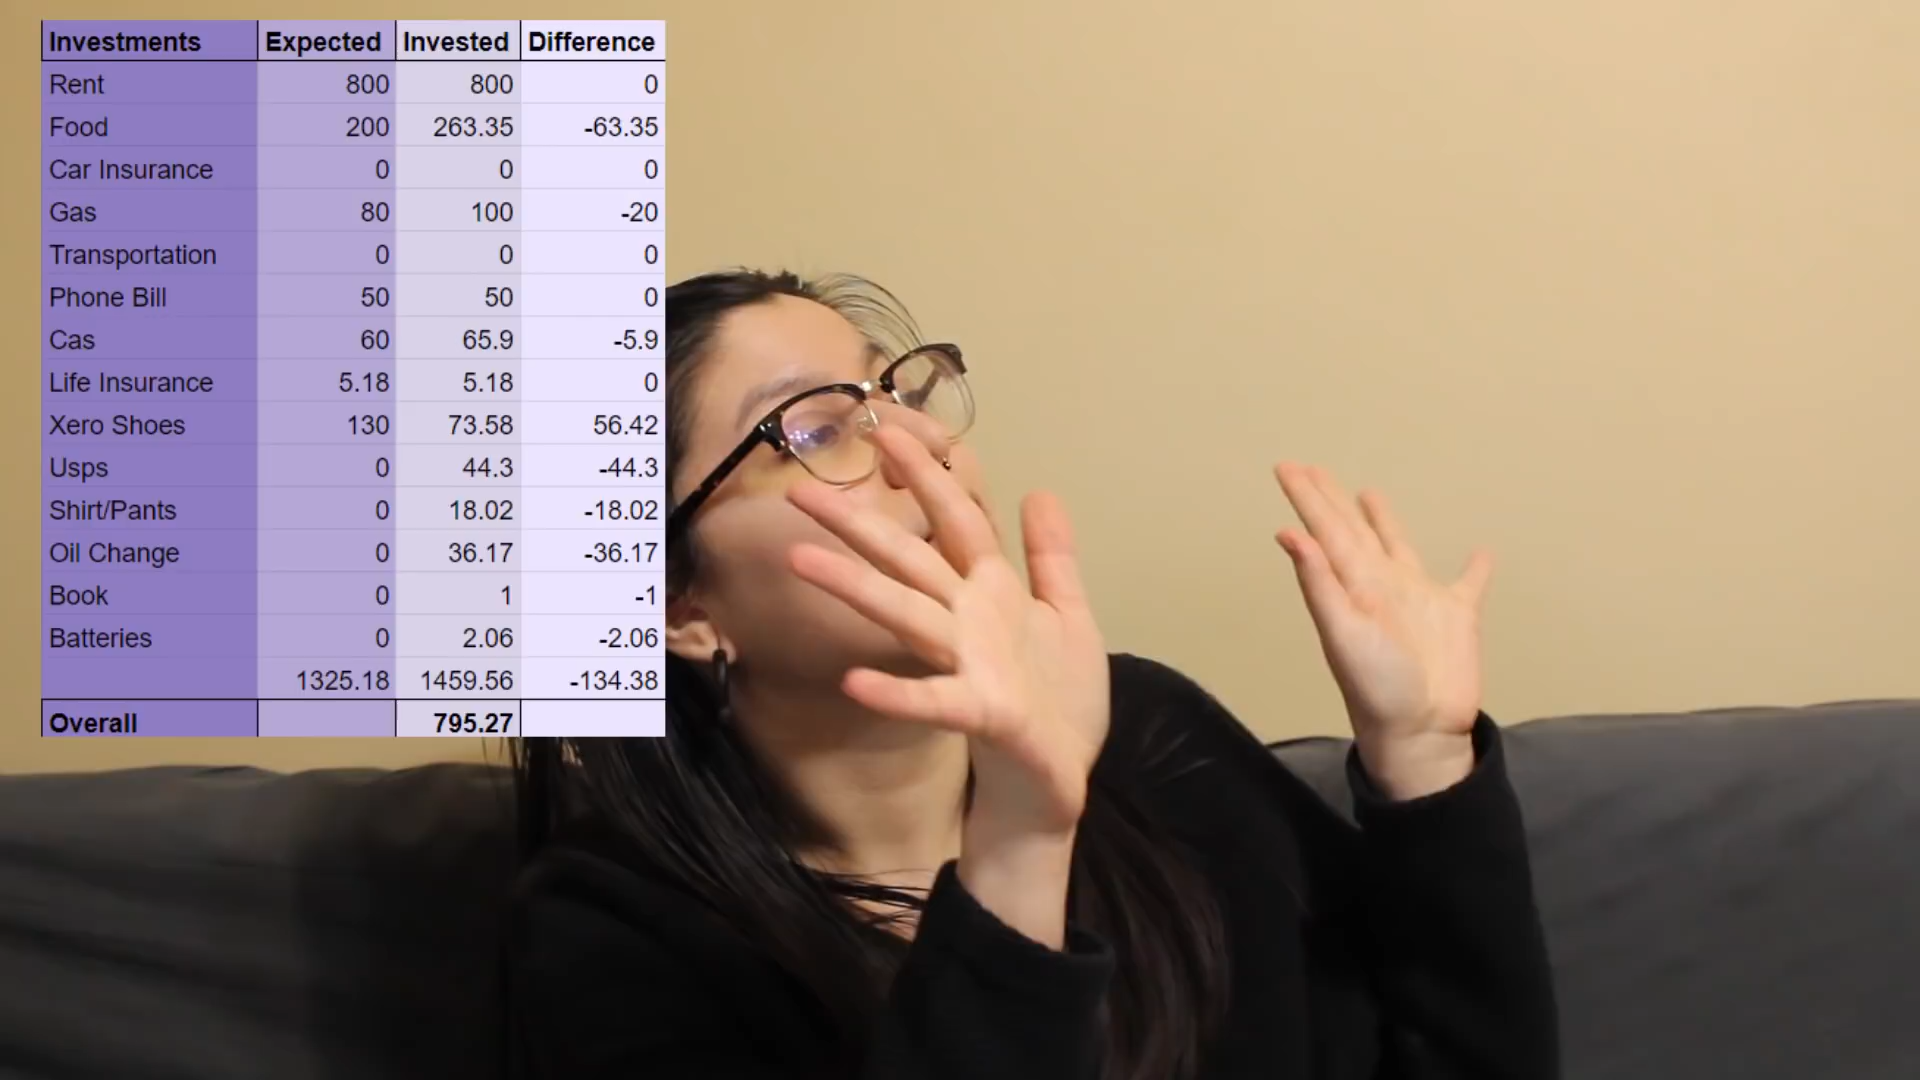 Investments Expected Invested Difference
Rent 800 800 0
Food 200 263.35 -63.35
Car Insurance 0 0 0
Gas 80 100 -20
Transportation 0 0 0
Phone Bill 50 50 0
Cas 60 65.9 -5.9
Life Insurance 5.18 5.18 0
Xero Shoes 130 73.58 56.42
Usps 0 44.3 -44.3
Shirt/Pants 0 18.02 -18.02
Oil Change 0 36.17 -36.17
Book 0 1 -1
Batteries 0 2.06 -2.06
1325.18 1459.56 -134.38
Overall 795.27